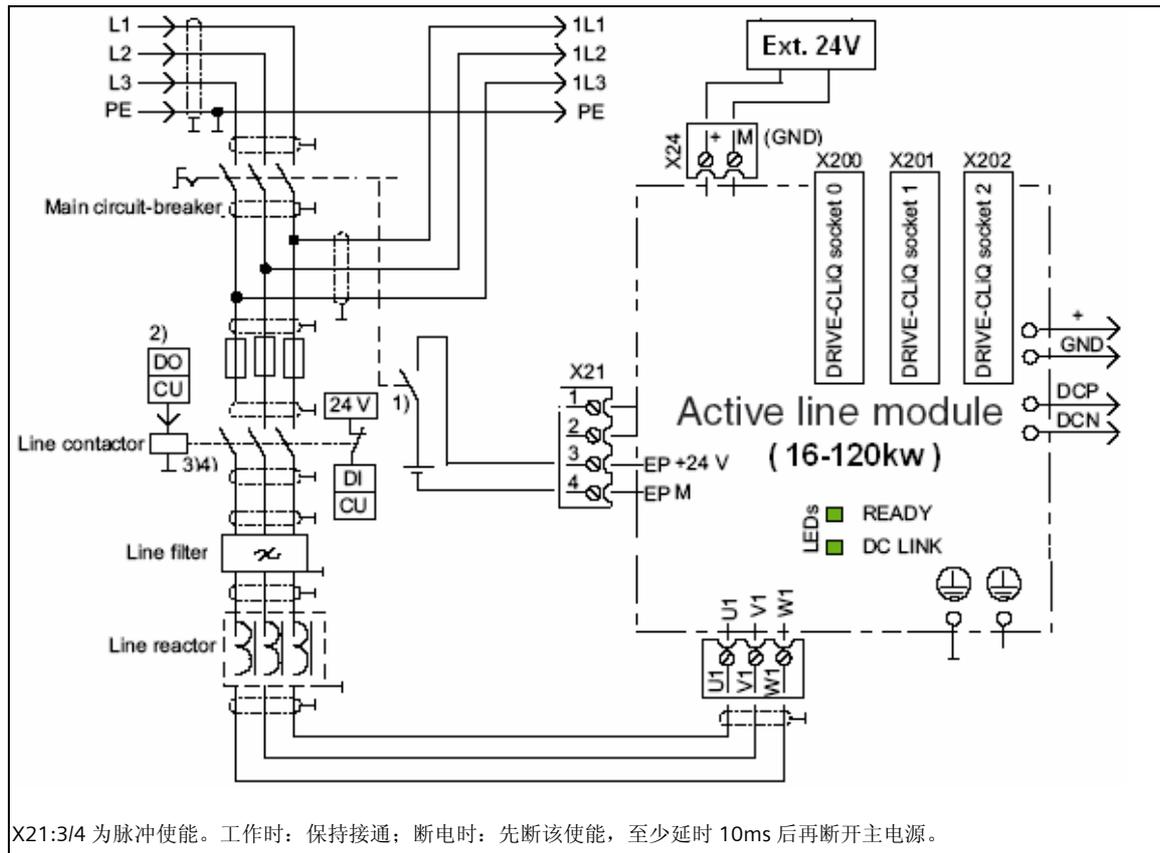 L1
L2
L3
PE
1L1
1L2
1L3
PE
Ext. 24V
X24
+
M
(GND)
X200
X201
X202
DRIVE-CLiQ socket 0
DRIVE-CLiQ socket 1
DRIVE-CLiQ socket 2
Main circuit-breaker
+
GND
DCP
DCN
2)
DO
CU
24 V
1)
X21
1
2
3
4
EP +24 V
EP M
Active line module
( 16-120kw )
Line contactor
3)4)
DI
CU
LEDs
READY
DC LINK
Line filter
Line reactor
U1
V1
W1
U1
V1
W1
X21:3/4 为脉冲使能。工作时：保持接通；断电时：先断该使能，至少延时 10ms 后再断开主电源。